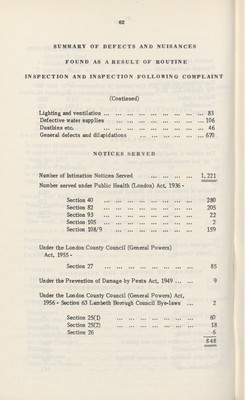 62
SUMMARY OF DEFECTS AND NUISANCES
FOUND AS A RESULT OF ROUTINE
INSPECTION AND INSPECTION FOLLOWING COMPLAINT
(Continued)
Lighting and ventilation ... ... ... ... ... ... ... ... ... 83
Defective water supplies ... ... ... ... ... ... ... ... 106
Dustbins etc. ... ... ... ... ... ... ... ... ... 46
General defects and dilapidations ... ... ... ... ... ... 670
NOTICES SERVED
Number of Intimation Notices Served ... ... ... ... 1,221
Number served under Public Health (London) Act, 1936 -
Section 40 ... ... ... ... ... ... ... ... 280
Section 82 ... ... ... ... ... ... ... ... 205
Section 93 ... ... ... ... ... ... ... ... 22
Section 105 ... ... ... ... ... ... ... ... 2
Section 108/9 ... ... ... ... ... ... ... 159
Under the London County Council (General Powers)
Act, 1955 -
Section 27 ... ... ... ... ... ... ... ... 85
Under the Prevention of Damage by Pests Act, 1949 ... ... 9
Under the London County Council (General Powers) Act,
1956 - Section 63 Lambeth Borough Council Bye-laws ... 2
Section 25(1) ... ... ... ... ... ... ... 60
Section 25(2) ... ... ... ... ... ... ... 18
Section 26 6
848